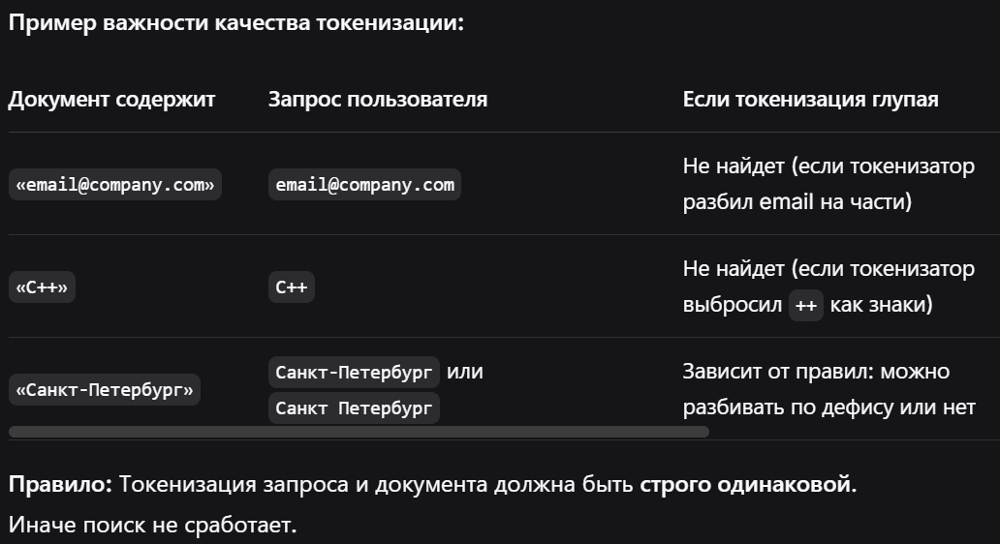 Пример важности качества токенизации:
Документ содержит Запрос пользователя Если токенизация глупая
«email@company.com» email@company.com Не найдет (если токенизатор
разбил email на части)
«C++» C++ Не найдет (если токенизатор
выбросил ++ как знаки)
«Санкт-Петербург» Санкт-Петербург или Зависит от правил: можно
Санкт Петербург разбивать по дефису или нет
Правило: Токенизация запроса и документа должна быть строго одинаковой.
Иначе поиск не сработает.